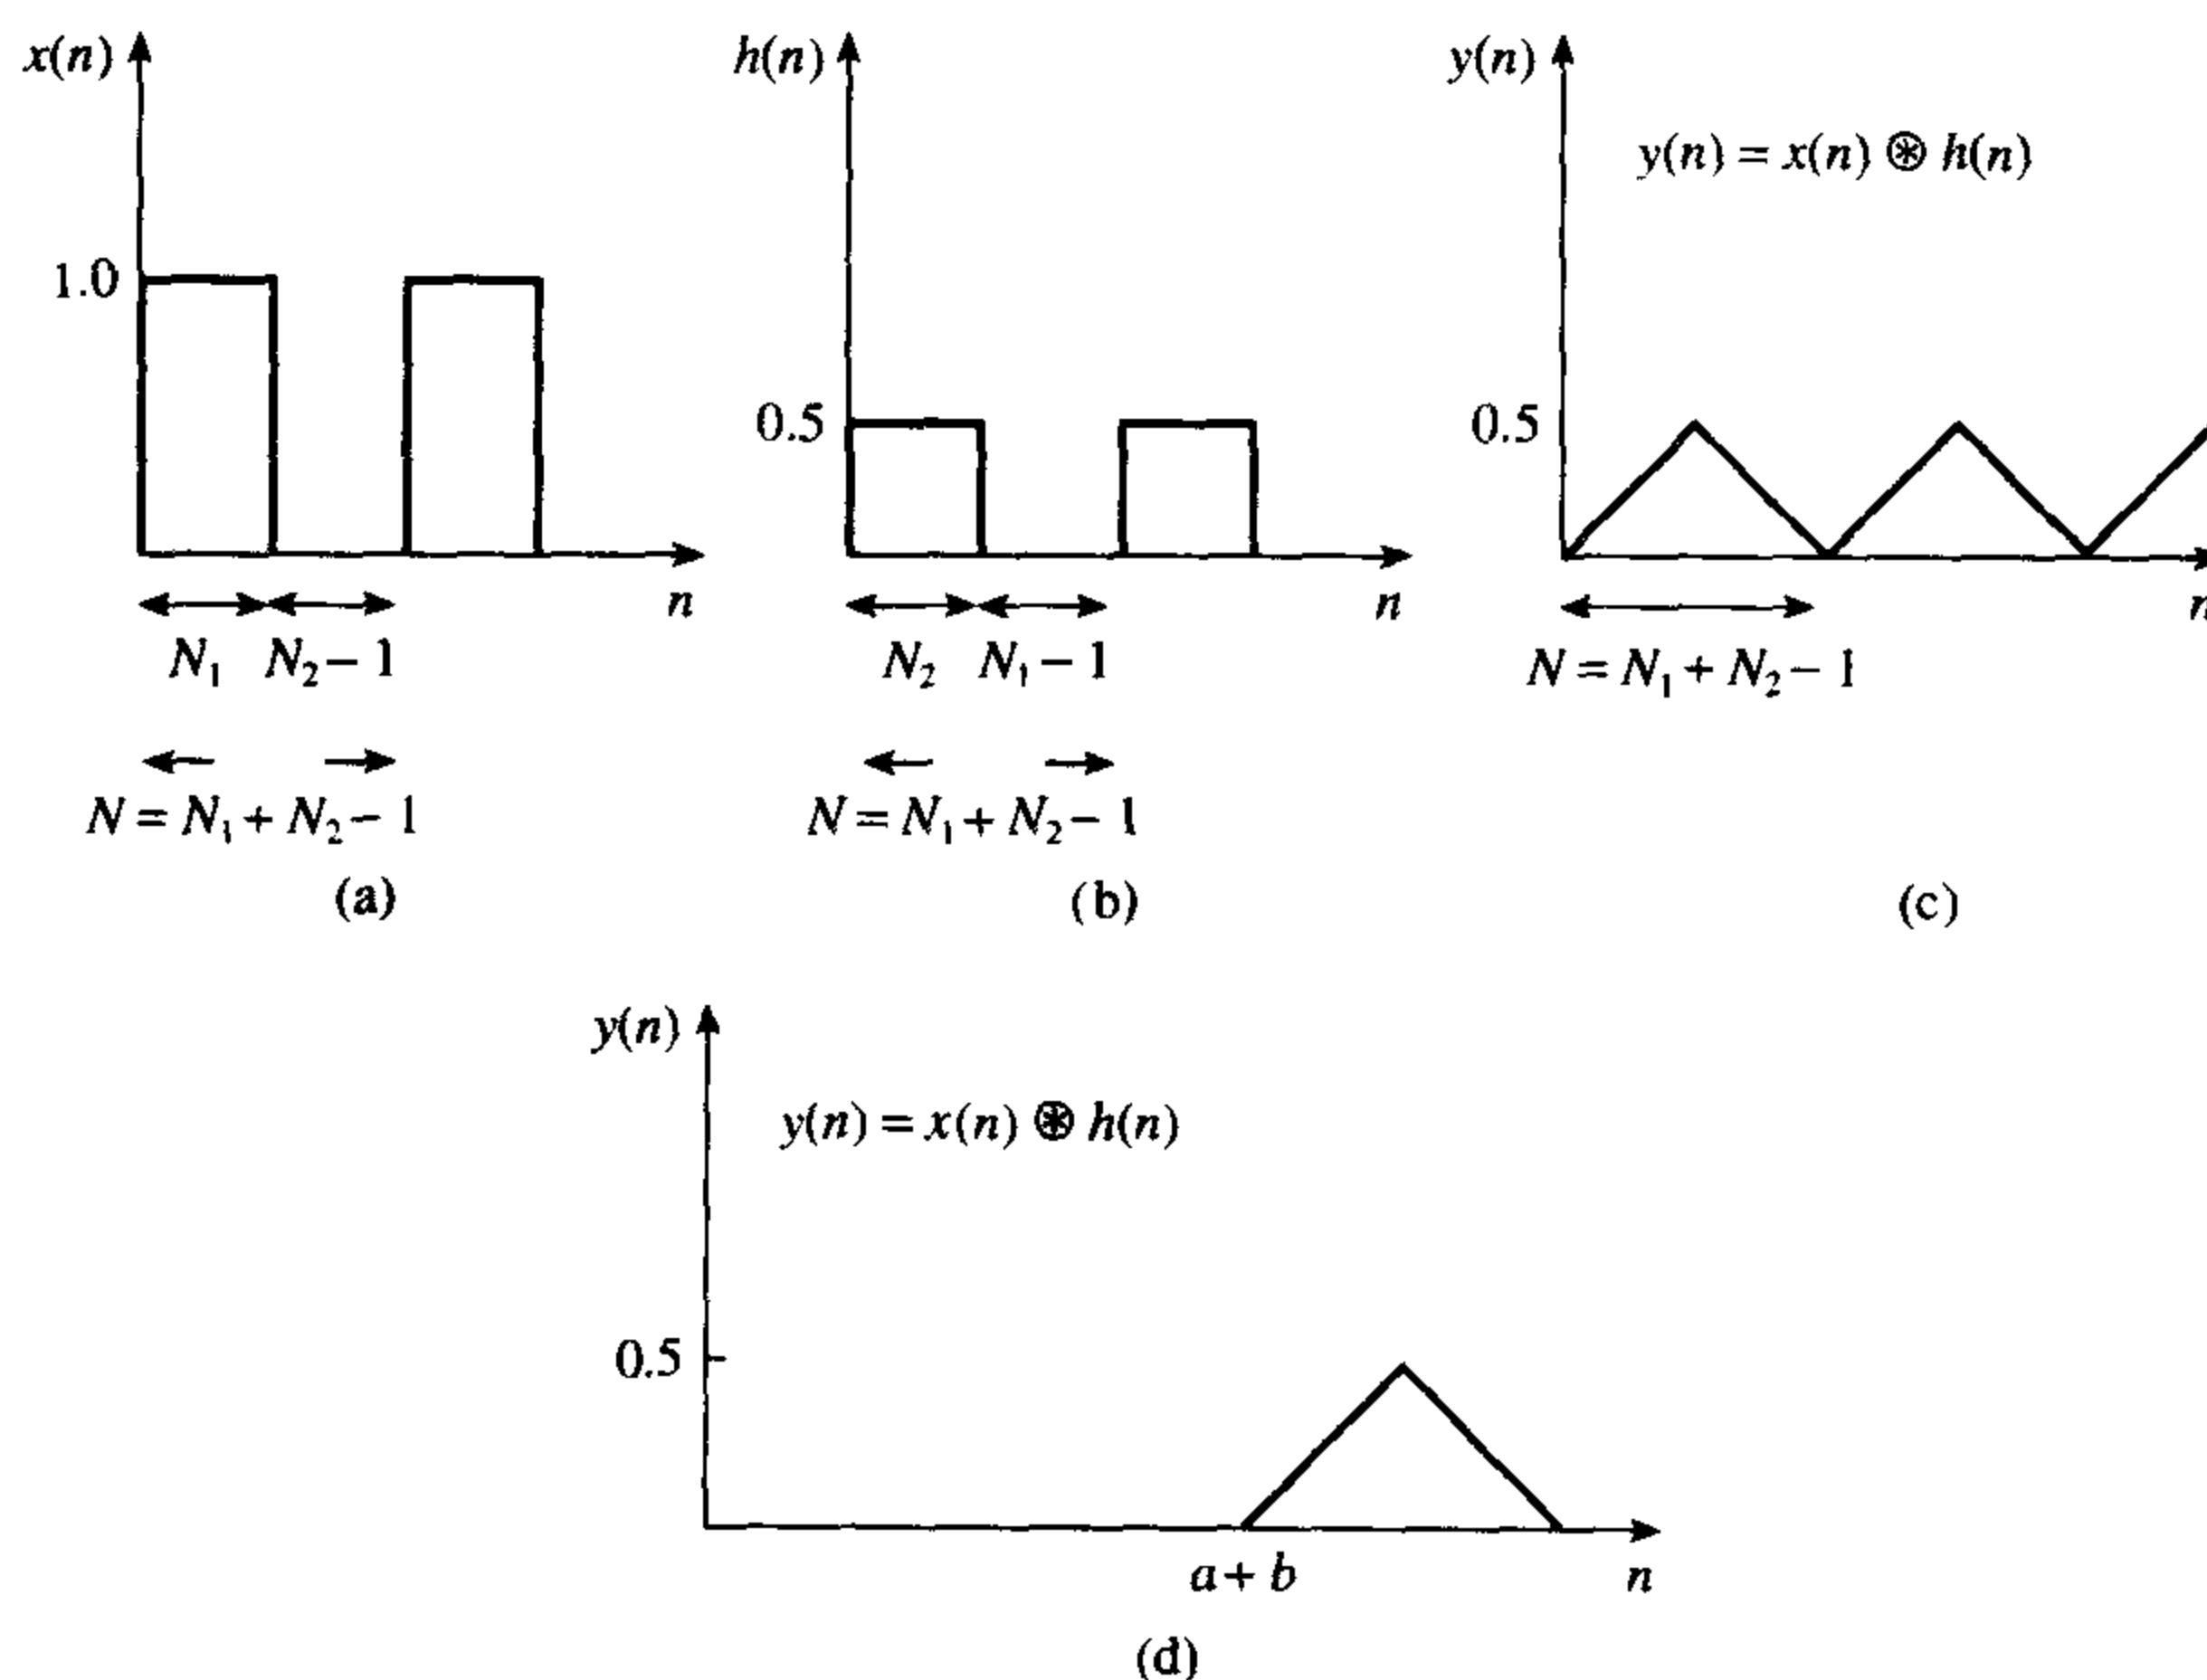 x(n)
1.0
n
N₁ N₂ − 1
N = N₁ + N₂ − 1
(a)
h(n)
0.5
n
N₂ N₁ − 1
N = N₁ + N₂ − 1
(b)
y(n)
y(n) = x(n) ⊛ h(n)
0.5
n
N = N₁ + N₂ − 1
(c)
y(n)
y(n) = x(n) ⊛ h(n)
0.5
a + b
n
(d)